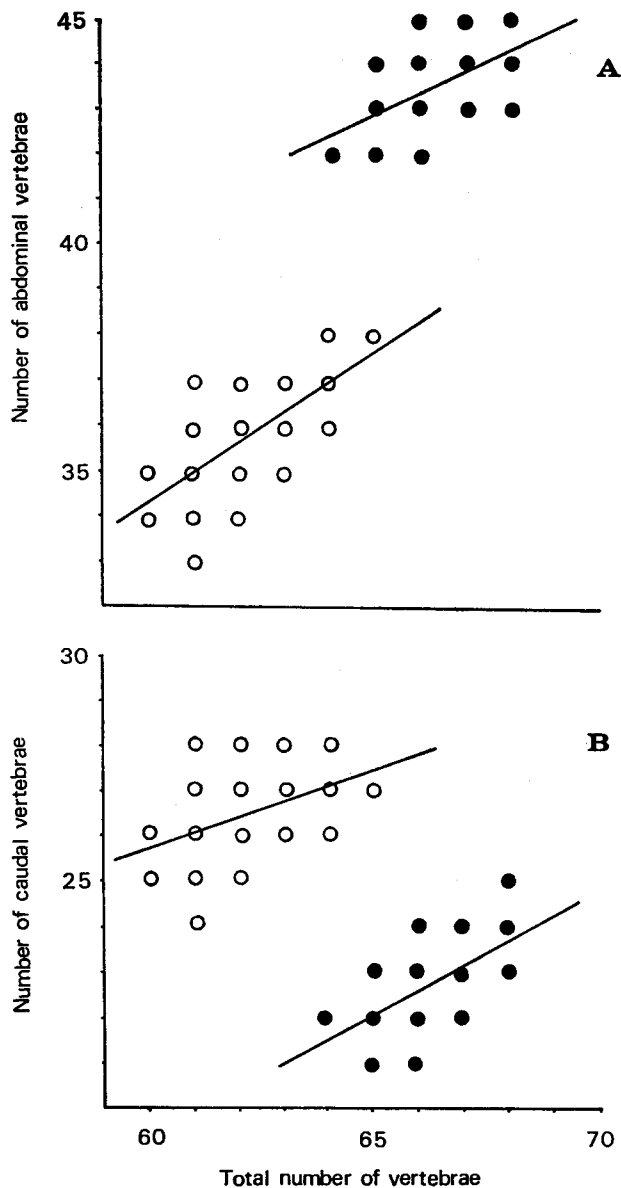 45
A
40
35
Number of abdominal vertebrae
30
B
25
Number of caudal vertebrae
60 65 70
Total number of vertebrae